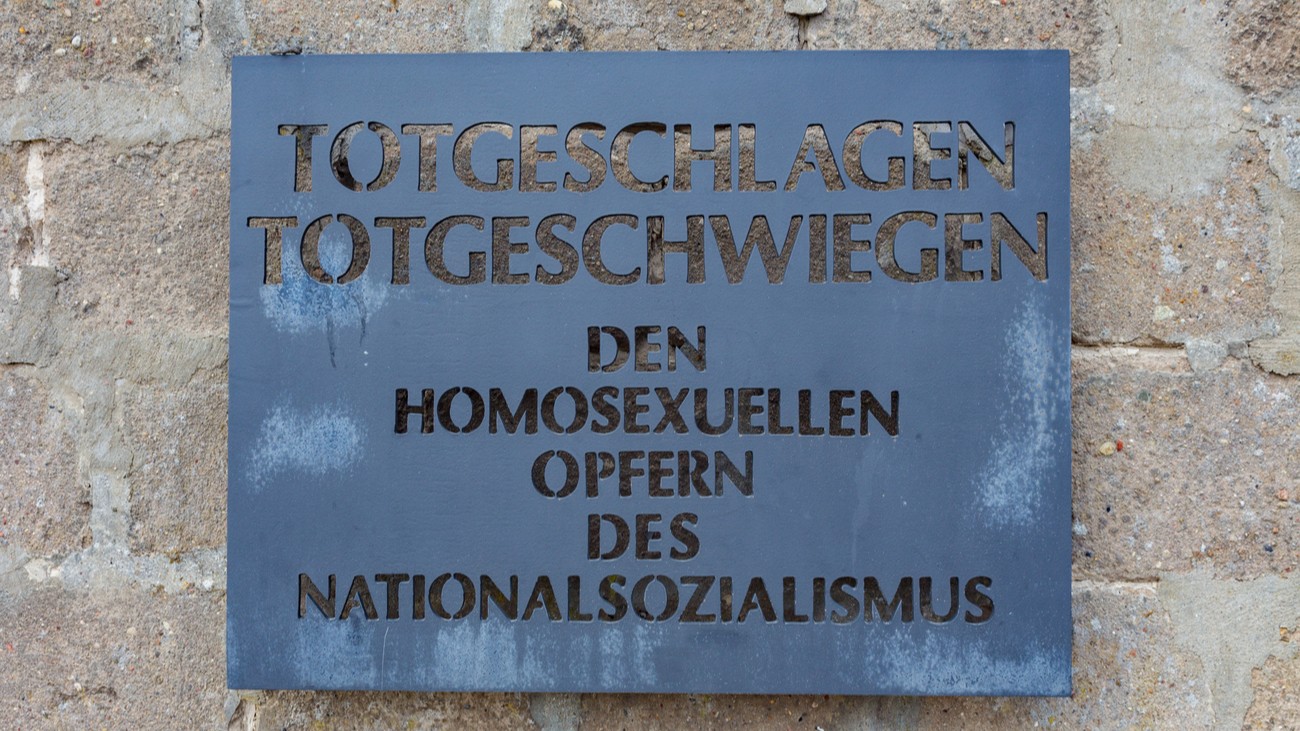 TOTGESCHLAGEN
TOTGESCHWIEGEN
DEN
HOMOSEXUELLEN
OPFERN
DES
NATIONALSOZIALISMUS